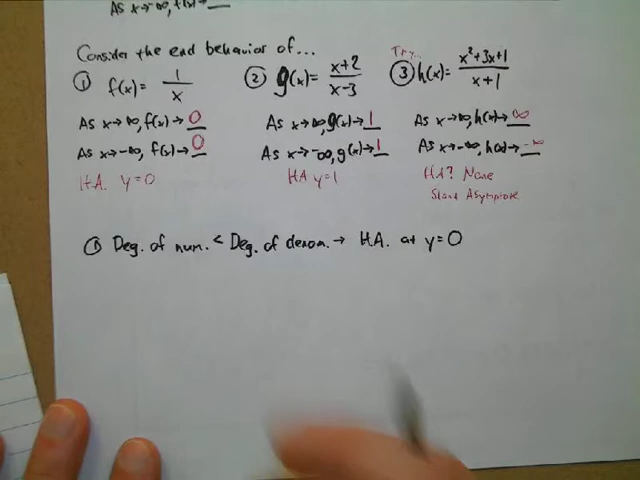 As x→-∞, f(x)→__
Consider the end behavior of...
① f(x)= 1/x
As x→∞, f(x)→ 0
As x→-∞, f(x)→ 0
H.A. y=0
② g(x)= x+2/x-3
As x→∞, g(x)→ 1
As x→-∞, g(x)→ 1
HA y=1
Try...
③ h(x)= x²+3x+1/x+1
As x→∞, h(x)→ ∞
As x→-∞, h(x)→ -∞
HA? None
Slant Asymptote
① Deg. of num. < Deg. of denom. → H.A. at y=0